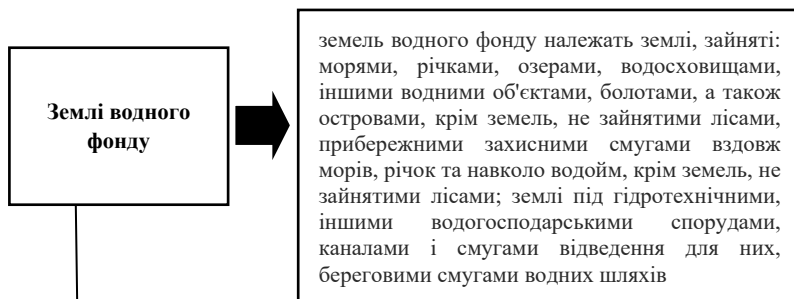 Землі водного
фонду
земель водного фонду належать землі, зайняті:
морями, річками, озерами, водосховищами,
іншими водними об'єктами, болотами, а також
островами, крім земель, не зайнятими лісами,
прибережними захисними смугами вздовж
морів, річок та навколо водойм, крім земель, не
зайнятими лісами; землі під гідротехнічними,
іншими водогосподарськими спорудами,
каналами і смугами відведення для них,
береговими смугами водних шляхів